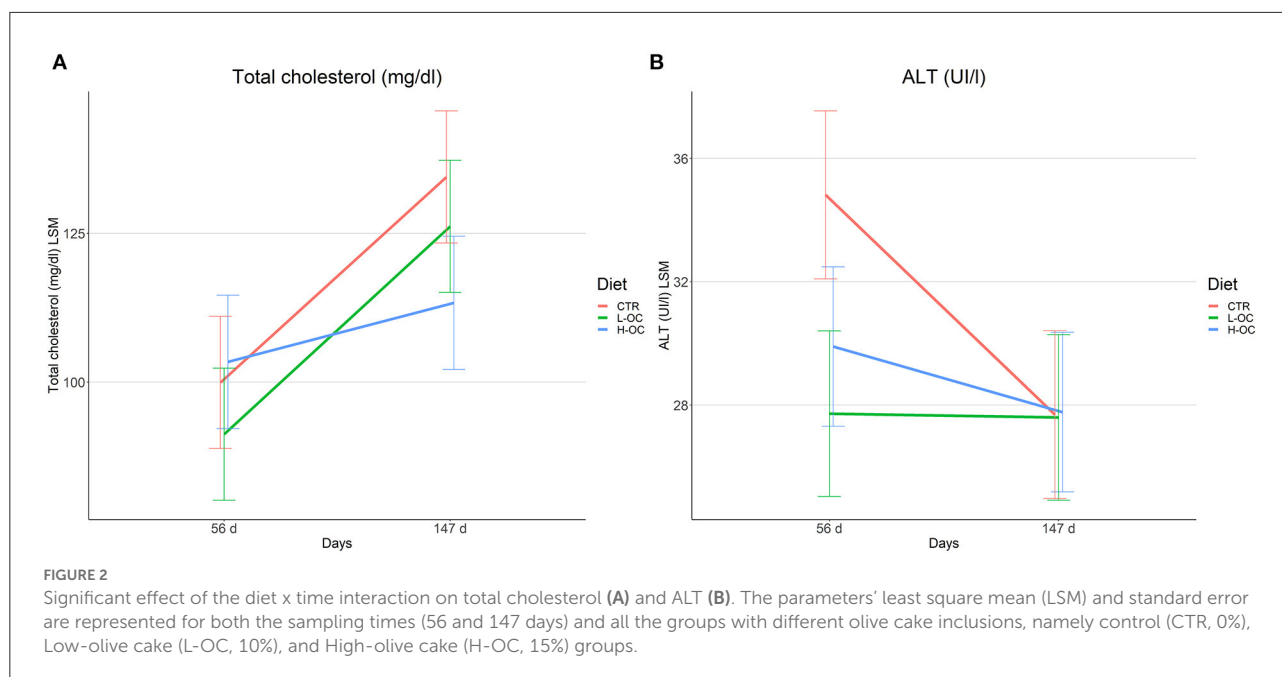 A
Total cholesterol (mg/dl)
Total cholesterol (mg/dl) LSM
125
100
56 d
147 d
Days
Diet
CTR
L-OC
H-OC
B
ALT (UI/l)
ALT (UI/l) LSM
36
32
28
56 d
147 d
Days
Diet
CTR
L-OC
H-OC
FIGURE 2
Significant effect of the diet x time interaction on total cholesterol (A) and ALT (B). The parameters' least square mean (LSM) and standard error
are represented for both the sampling times (56 and 147 days) and all the groups with different olive cake inclusions, namely control (CTR, 0%),
Low-olive cake (L-OC, 10%), and High-olive cake (H-OC, 15%) groups.